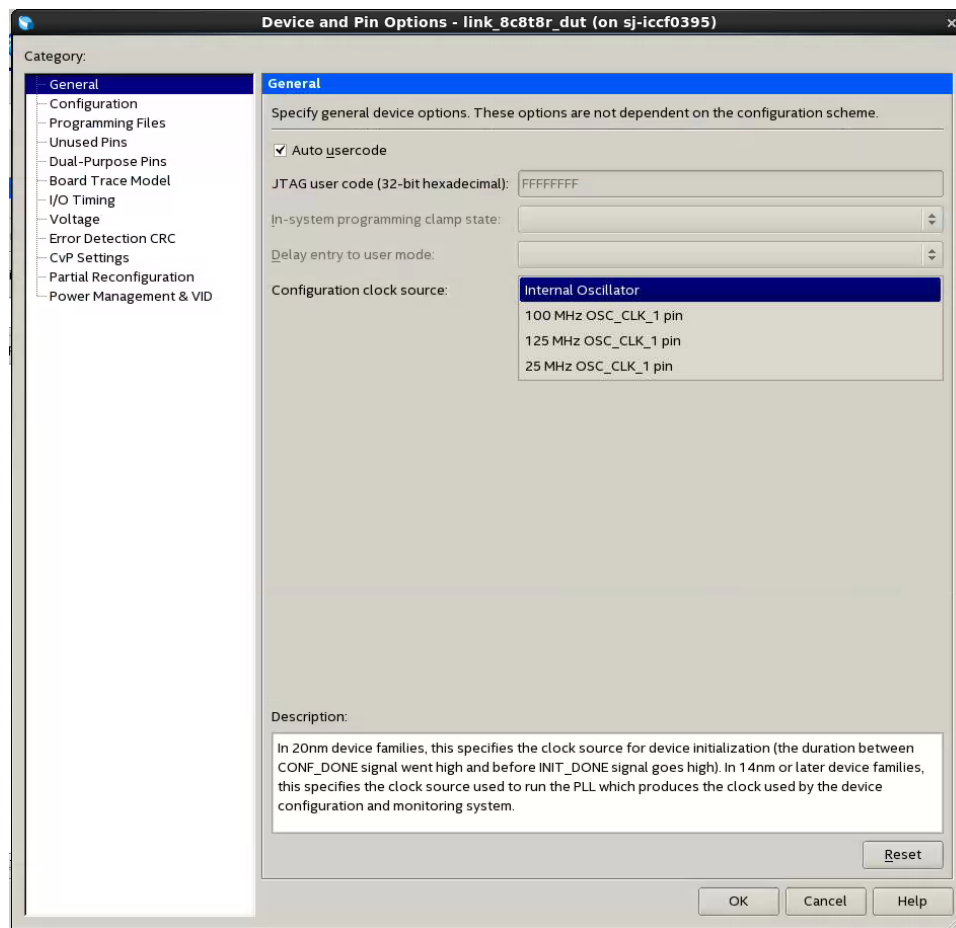 Device and Pin Options - link_8c8t8r_dut (on sj-iccf0395)
Category:
General
Configuration
Programming Files
Unused Pins
Dual-Purpose Pins
Board Trace Model
I/O Timing
Voltage
Error Detection CRC
CvP Settings
Partial Reconfiguration
Power Management & VID
General
Specify general device options. These options are not dependent on the configuration scheme.
Auto usercode
JTAG user code (32-bit hexadecimal): FFFFFFFF
In-system programming clamp state:
Delay entry to user mode:
Configuration clock source: Internal Oscillator
100 MHz OSC_CLK_1 pin
125 MHz OSC_CLK_1 pin
25 MHz OSC_CLK_1 pin
Description:
In 20nm device families, this specifies the clock source for device initialization (the duration between
CONF_DONE signal went high and before INIT_DONE signal goes high). In 14nm or later device families,
this specifies the clock source used to run the PLL which produces the clock used by the device
configuration and monitoring system.
Reset
OK Cancel Help